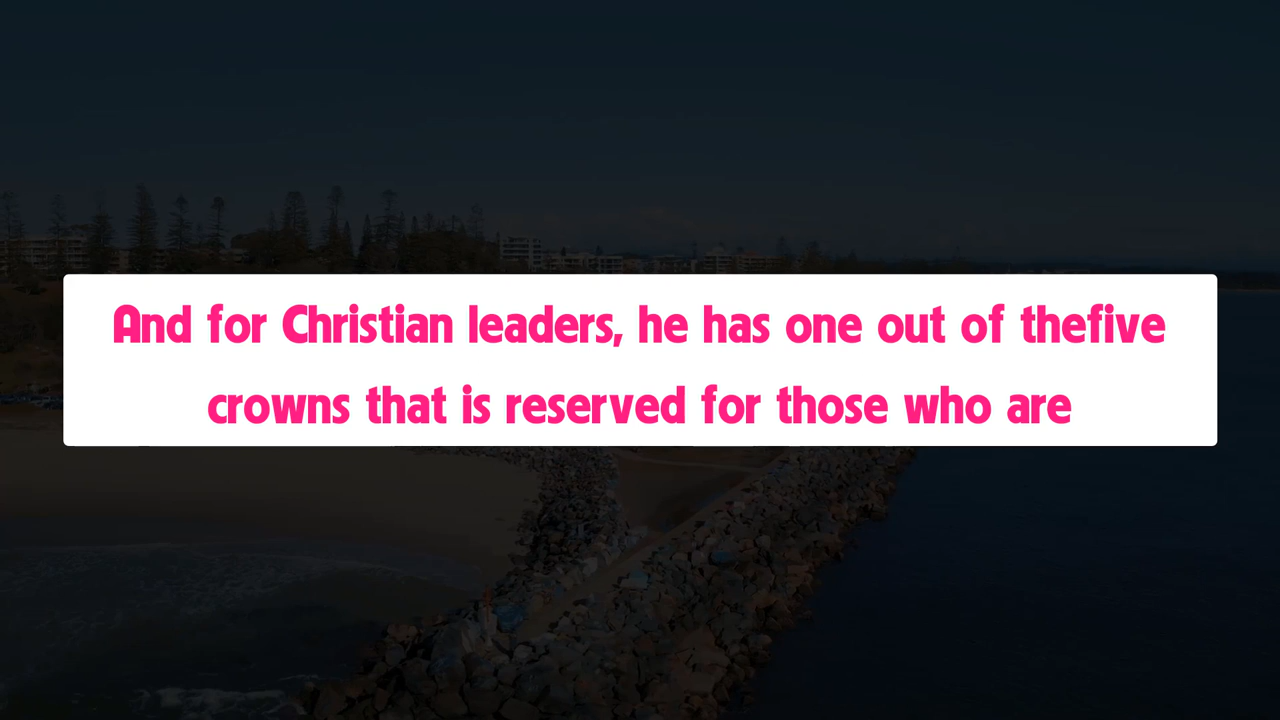 And for Christian leaders, he has one out of thefive
crowns that is reserved for those who are